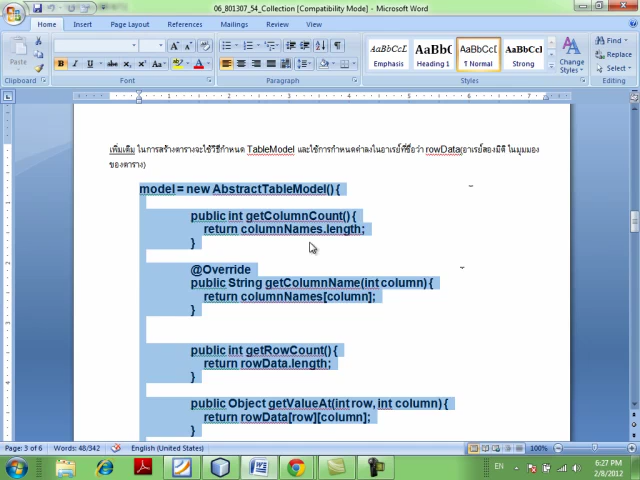 06_801307_54_Collection [Compatibility Mode] - Microsoft Word
Home Insert Page Layout References Mailings Review View
Paste
Clipboard Font Paragraph Styles
AaBbCcL AaBbC AaBbCcI AaBbCcI
Emphasis Heading 1 ¶ Normal Strong
Change Styles
Find
Replace
Select
Editing
เพิ่มเติม ในการสร้างตารางจะใช้วิธีกำหนด TableModel และใช้การกำหนดค่าลงในอาเรย์ที่ชื่อว่า rowData(อาเรย์สองมิติ ในมุมมอง
ของตาราง)
model = new AbstractTableModel() {
public int getColumnCount() {
return columnNames.length;
}
@Override
public String getColumnName(int column) {
return columnNames[column];
}
public int getRowCount() {
return rowData.length;
}
public Object getValueAt(int row, int column) {
return rowData[row][column];
}
Page: 3 of 6 Words: 48/342 English (United States) 100%
EN 6:27 PM
2/8/2012